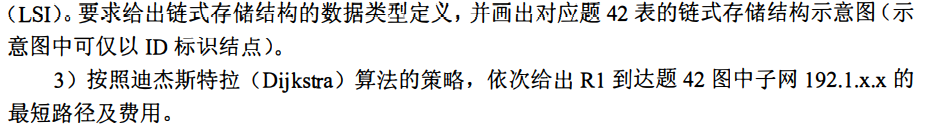 （LSI）。要求给出链式存储结构的数据类型定义，并画出对应题 42 表的链式存储结构示意图（示
意图中可仅以 ID 标识结点）。
3）按照迪杰斯特拉（Dijkstra）算法的策略，依次给出 R1 到达题 42 图中子网 192.1.x.x 的
最短路径及费用。